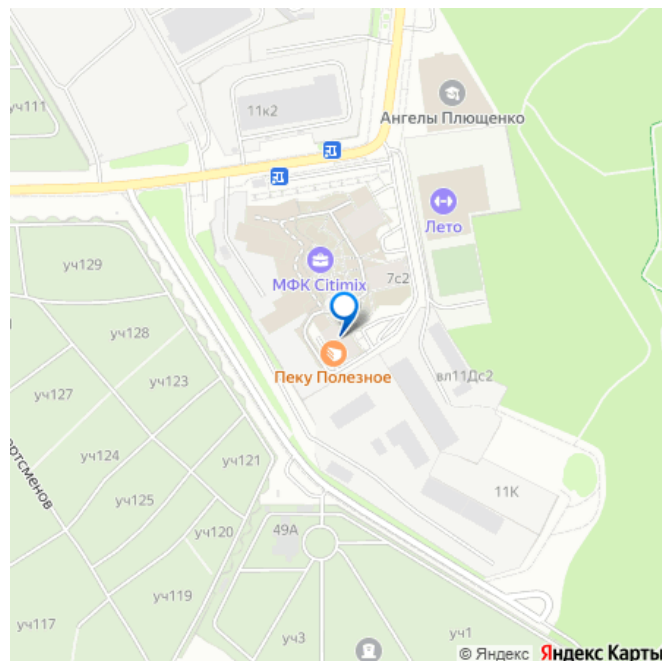 уч111
11к2
Ангелы Плющенко
Лето
уч129
МФК Citimix
7с2
уч128
Пеку Полезное
вл11Дс2
уч127
уч123
уч124
уч121
уч125
11К
ортсменов
уч120
49А
уч119
уч117
уч3
уч1
© Яндекс Яндекс Карты